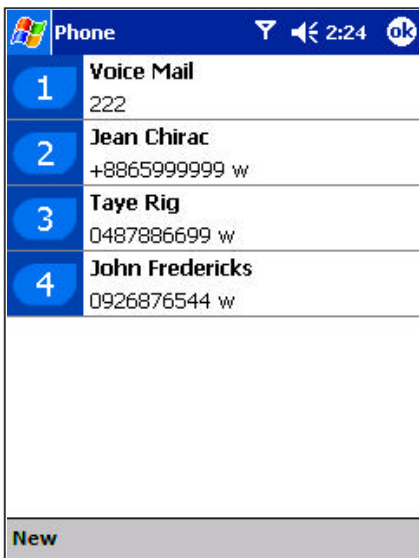 Phone 2:24 ok
1 Voice Mail
222
2 Jean Chirac
+8865999999 w
3 Taye Rig
0487886699 w
4 John Fredericks
0926876544 w
New